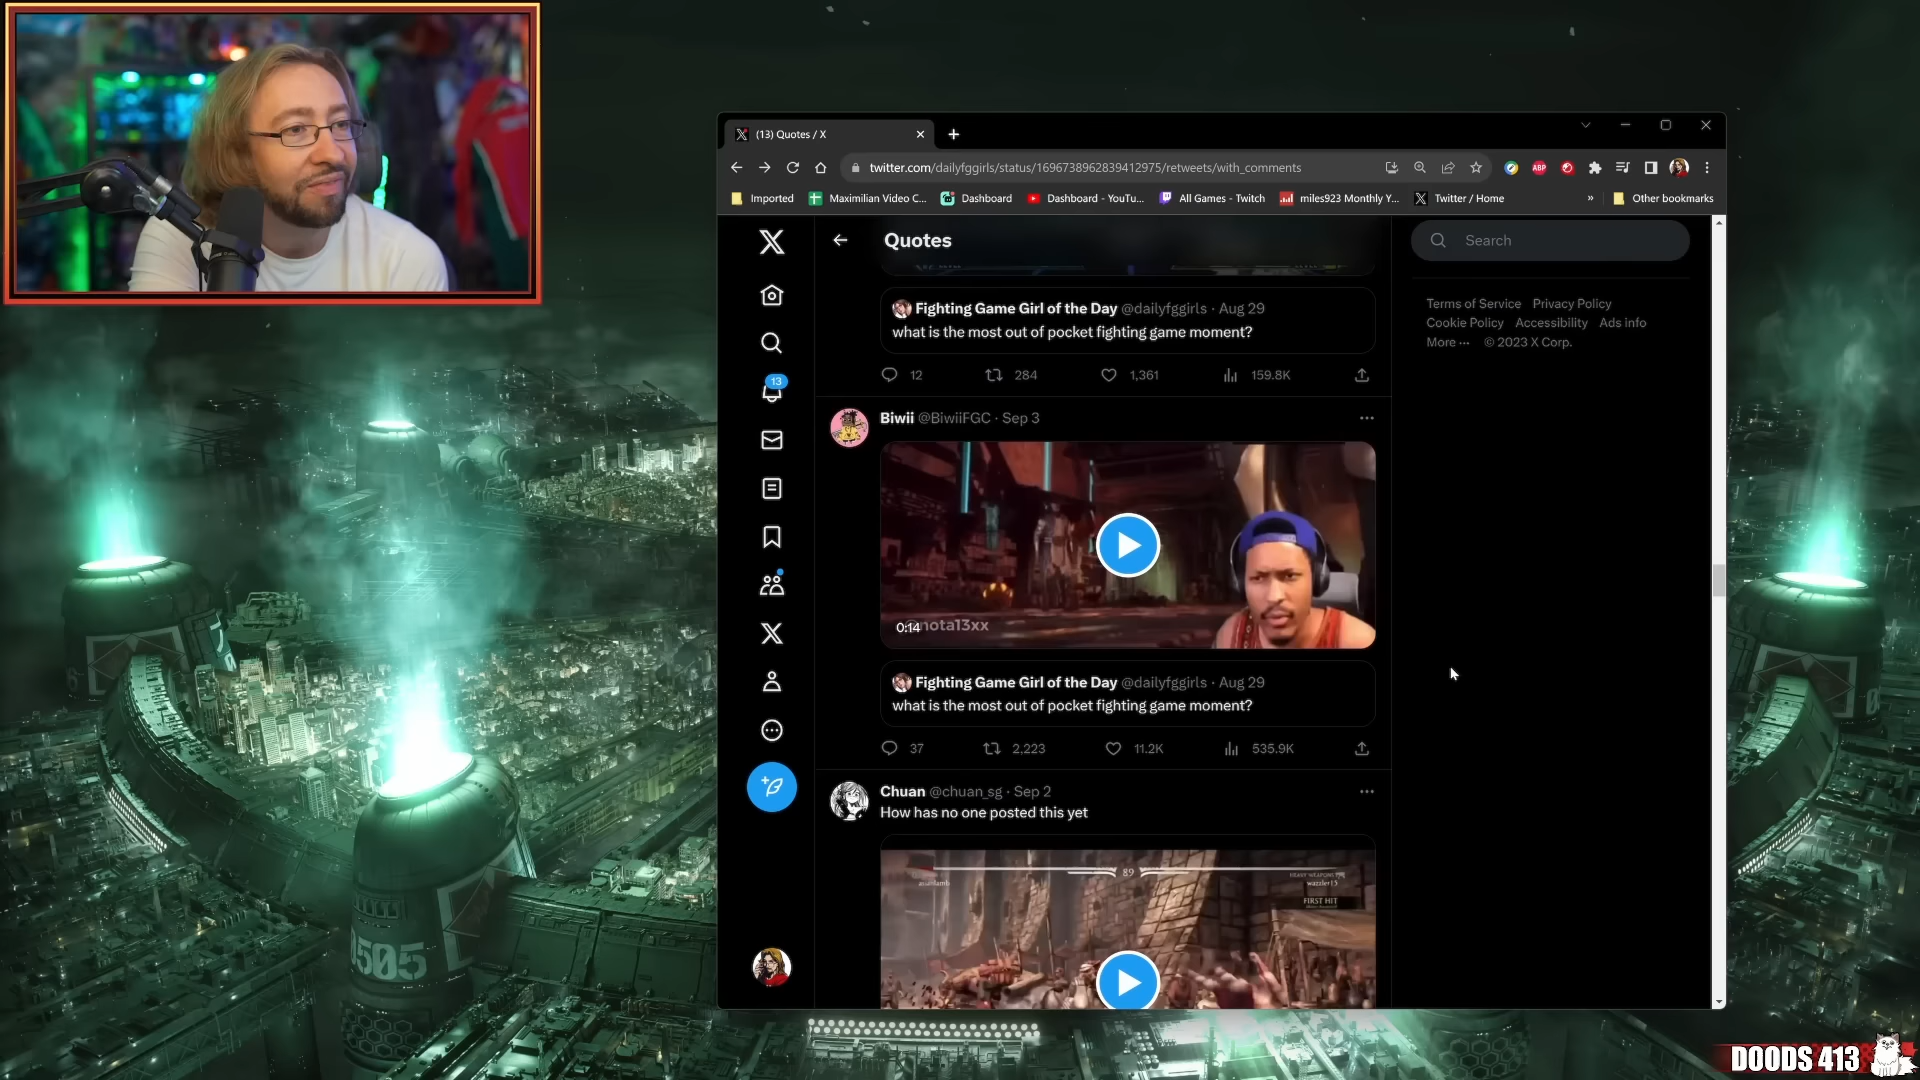 (13) Quotes / X
twitter.com/dailyfggirls/status/1696738962839412975/retweets/with_comments
ABP
Imported
Maximilian Video C...
Dashboard
Dashboard - YouTu...
All Games - Twitch
miles923 Monthly Y...
Twitter / Home
»
Other bookmarks
Quotes
Search
Fighting Game Girl of the Day @dailyfggirls · Aug 29
what is the most out of pocket fighting game moment?
12 284 1,361 159.8K
Terms of Service Privacy Policy
Cookie Policy Accessibility Ads info
More ··· © 2023 X Corp.
13
Biwii @BiwiiFGC · Sep 3
0:14
nota13xx
Fighting Game Girl of the Day @dailyfggirls · Aug 29
what is the most out of pocket fighting game moment?
37 2,223 11.2K 535.9K
Chuan @chuan_sg · Sep 2
How has no one posted this yet
89
wazzler15
FIRST HIT
0505
DOODS 413